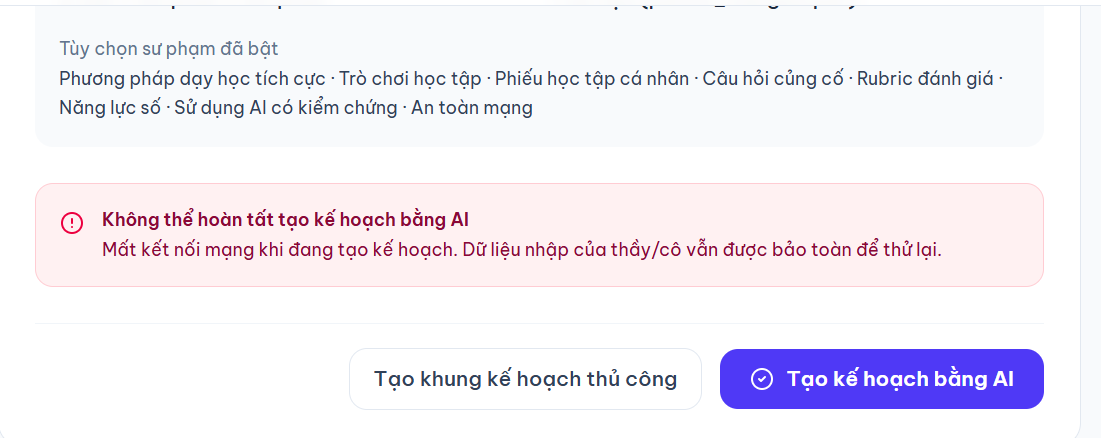 Tùy chọn sư phạm đã bật
Phương pháp dạy học tích cực · Trò chơi học tập · Phiếu học tập cá nhân · Câu hỏi củng cố · Rubric đánh giá ·
Năng lực số · Sử dụng AI có kiểm chứng · An toàn mạng
Không thể hoàn tất tạo kế hoạch bằng AI
Mất kết nối mạng khi đang tạo kế hoạch. Dữ liệu nhập của thầy/cô vẫn được bảo toàn để thử lại.
Tạo khung kế hoạch thủ công
Tạo kế hoạch bằng AI